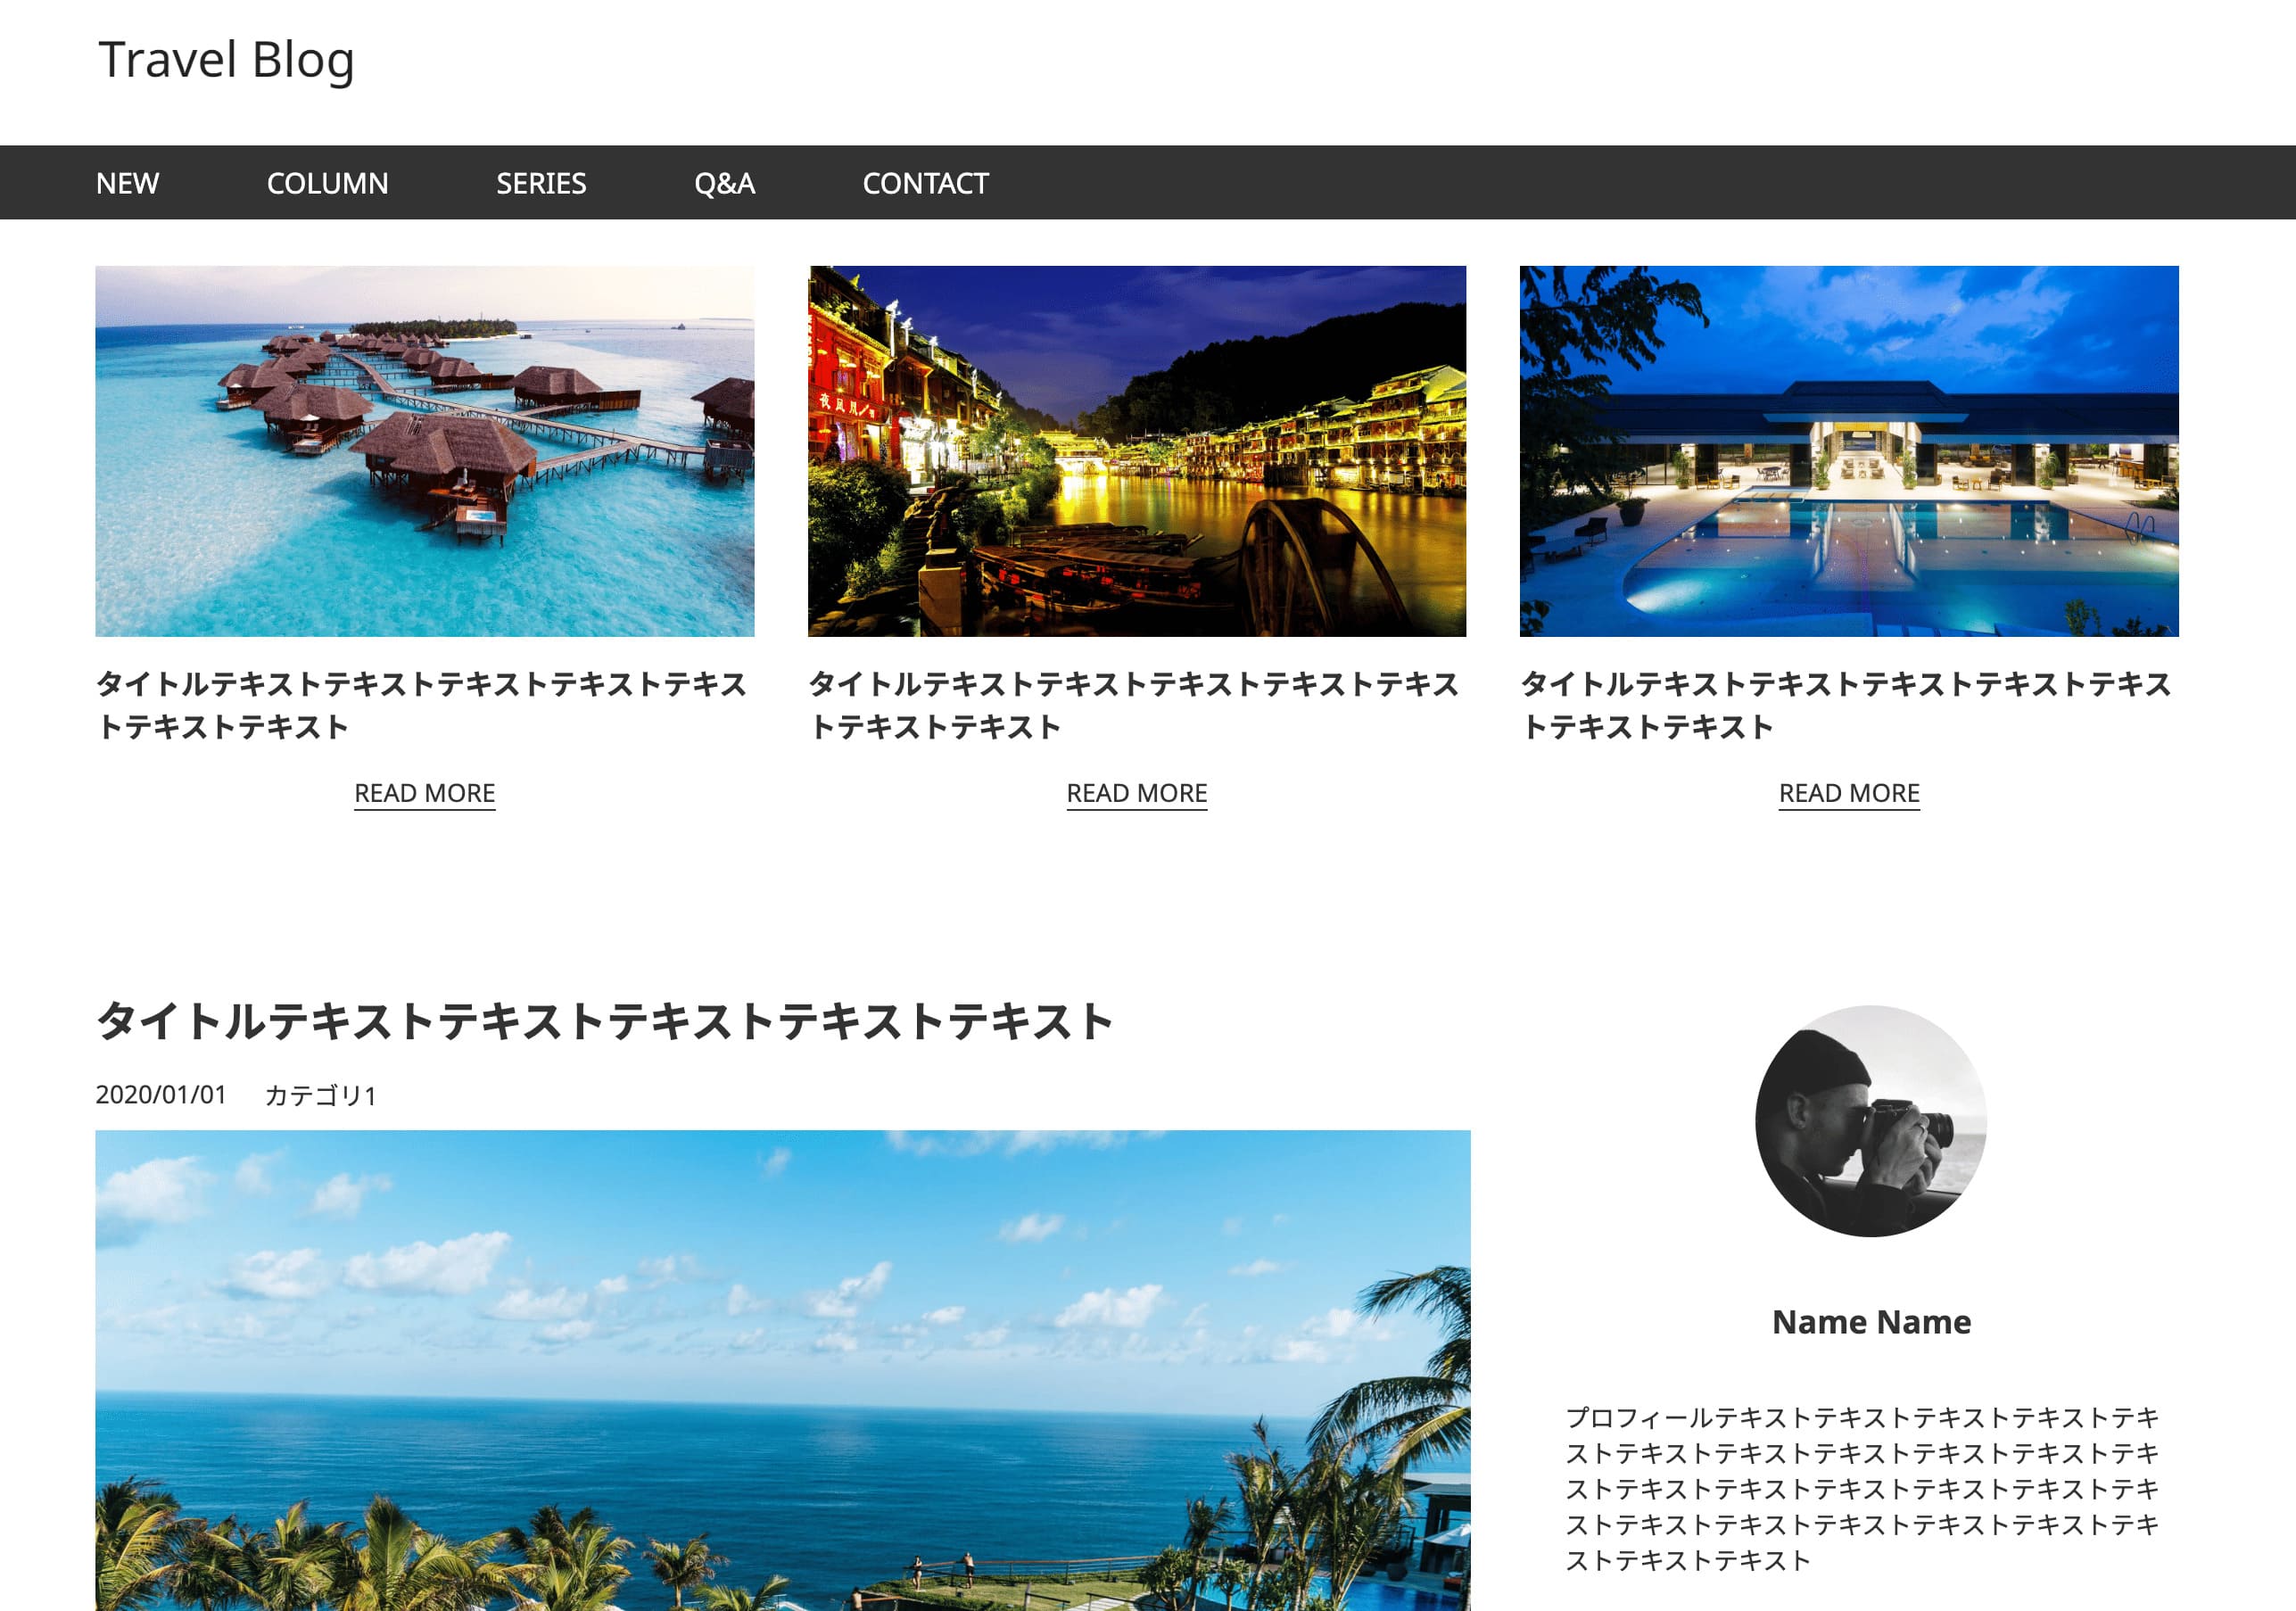 Travel Blog
NEW
COLUMN
SERIES
Q&A
CONTACT
タイトルテキストテキストテキストテキストテキス
トテキストテキスト
READ MORE
タイトルテキストテキストテキストテキストテキス
トテキストテキスト
READ MORE
タイトルテキストテキストテキストテキストテキス
トテキストテキスト
READ MORE
タイトルテキストテキストテキストテキストテキスト
2020/01/01 カテゴリ1
Name Name
プロフィールテキストテキストテキストテキストテキ
ストテキストテキストテキストテキストテキストテキ
ストテキストテキストテキストテキストテキストテキ
ストテキストテキストテキストテキストテキストテキ
ストテキストテキスト